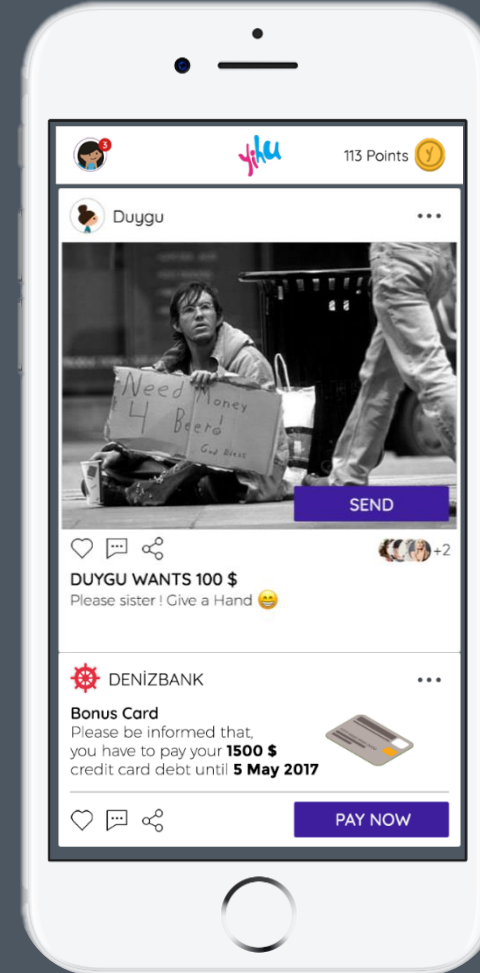 3
yihu
113 Points
y
Duygu
Need Money
4 Beer!
God Bless
SEND
+2
DUYGU WANTS 100 $
Please sister ! Give a Hand 😁
DENİZBANK
Bonus Card
Please be informed that,
you have to pay your 1500 $
credit card debt until 5 May 2017
PAY NOW